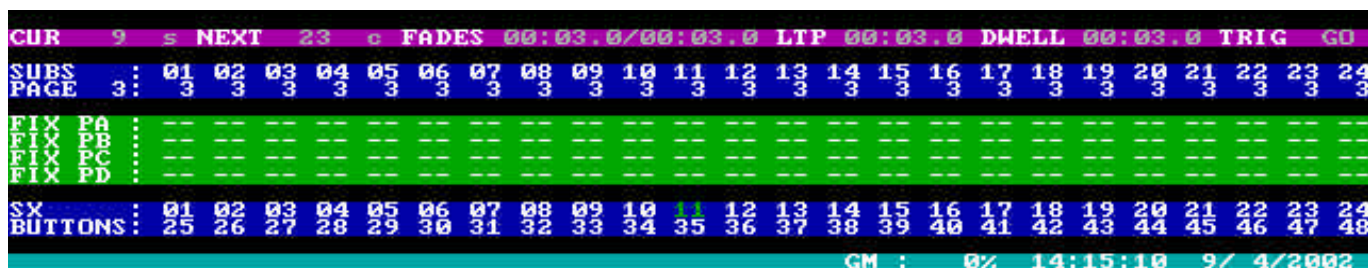 CUR 9 s NEXT 23 c FADES 00:03.0/00:03.0 LTP 00:03.0 DWELL 00:03.0 TRIG GO
SUBS : 01 02 03 04 05 06 07 08 09 10 11 12 13 14 15 16 17 18 19 20 21 22 23 24
PAGE 3: 3 3 3 3 3 3 3 3 3 3 3 3 3 3 3 3 3 3 3 3 3 3 3 3
FIX PA : -- -- -- -- -- -- -- -- -- -- -- -- -- -- -- -- -- -- -- -- -- -- -- --
FIX PB : -- -- -- -- -- -- -- -- -- -- -- -- -- -- -- -- -- -- -- -- -- -- -- --
FIX PC : -- -- -- -- -- -- -- -- -- -- -- -- -- -- -- -- -- -- -- -- -- -- -- --
FIX PD : -- -- -- -- -- -- -- -- -- -- -- -- -- -- -- -- -- -- -- -- -- -- -- --
SX : 01 02 03 04 05 06 07 08 09 10 11 12 13 14 15 16 17 18 19 20 21 22 23 24
BUTTONS: 25 26 27 28 29 30 31 32 33 34 35 36 37 38 39 40 41 42 43 44 45 46 47 48
GM : 0% 14:15:10 9/ 4/2002